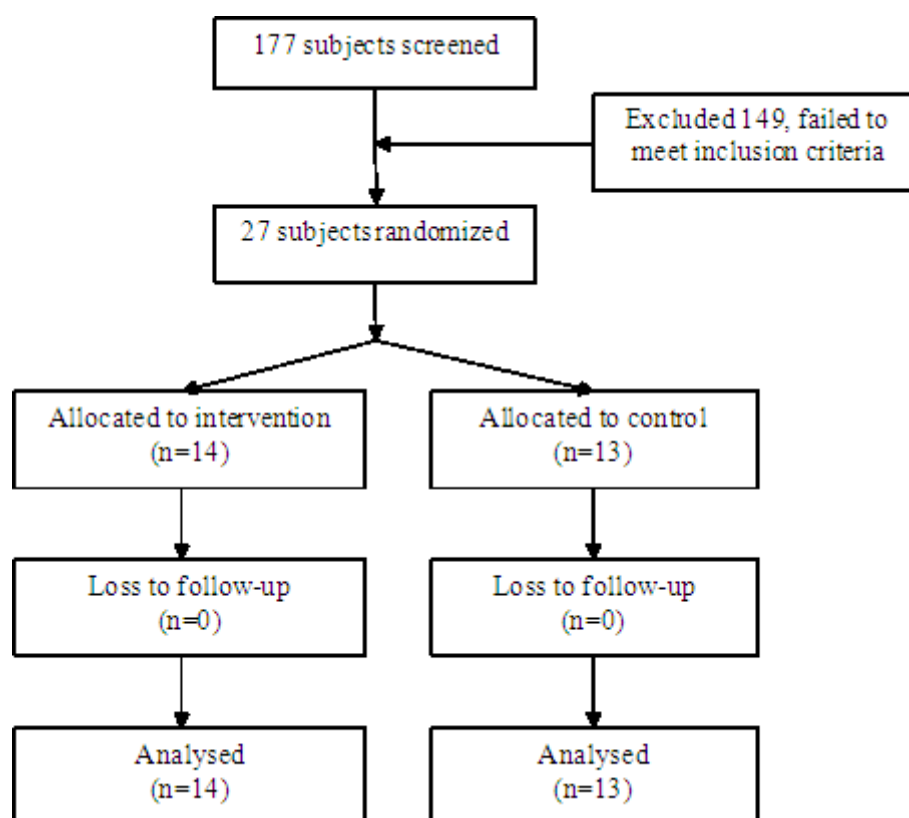 177 subjects screened
Excluded 149, failed to
meet inclusion criteria
27 subjects randomized
Allocated to intervention
(n=14)
Allocated to control
(n=13)
Loss to follow-up
(n=0)
Loss to follow-up
(n=0)
Analysed
(n=14)
Analysed
(n=13)